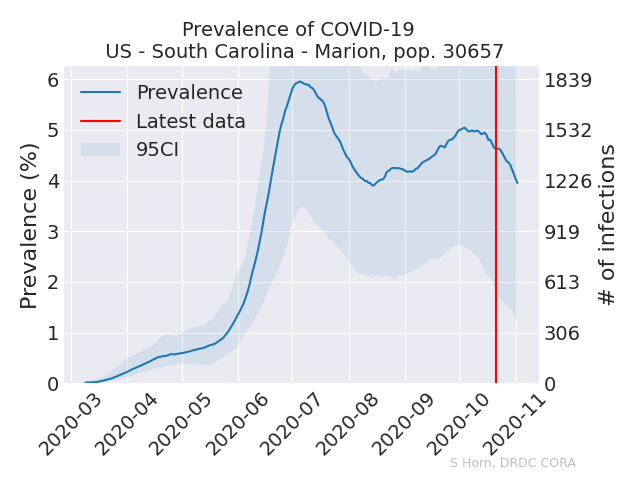 Prevalence of COVID-19
US - South Carolina - Marion, pop. 30657
Prevalence
Latest data
95CI
Prevalence (%)
6
5
4
3
2
1
0
1839
1532
1226
919
613
306
0
# of infections
2020-03
2020-04
2020-05
2020-06
2020-07
2020-08
2020-09
2020-10
2020-11
S Horn, DRDC CORA